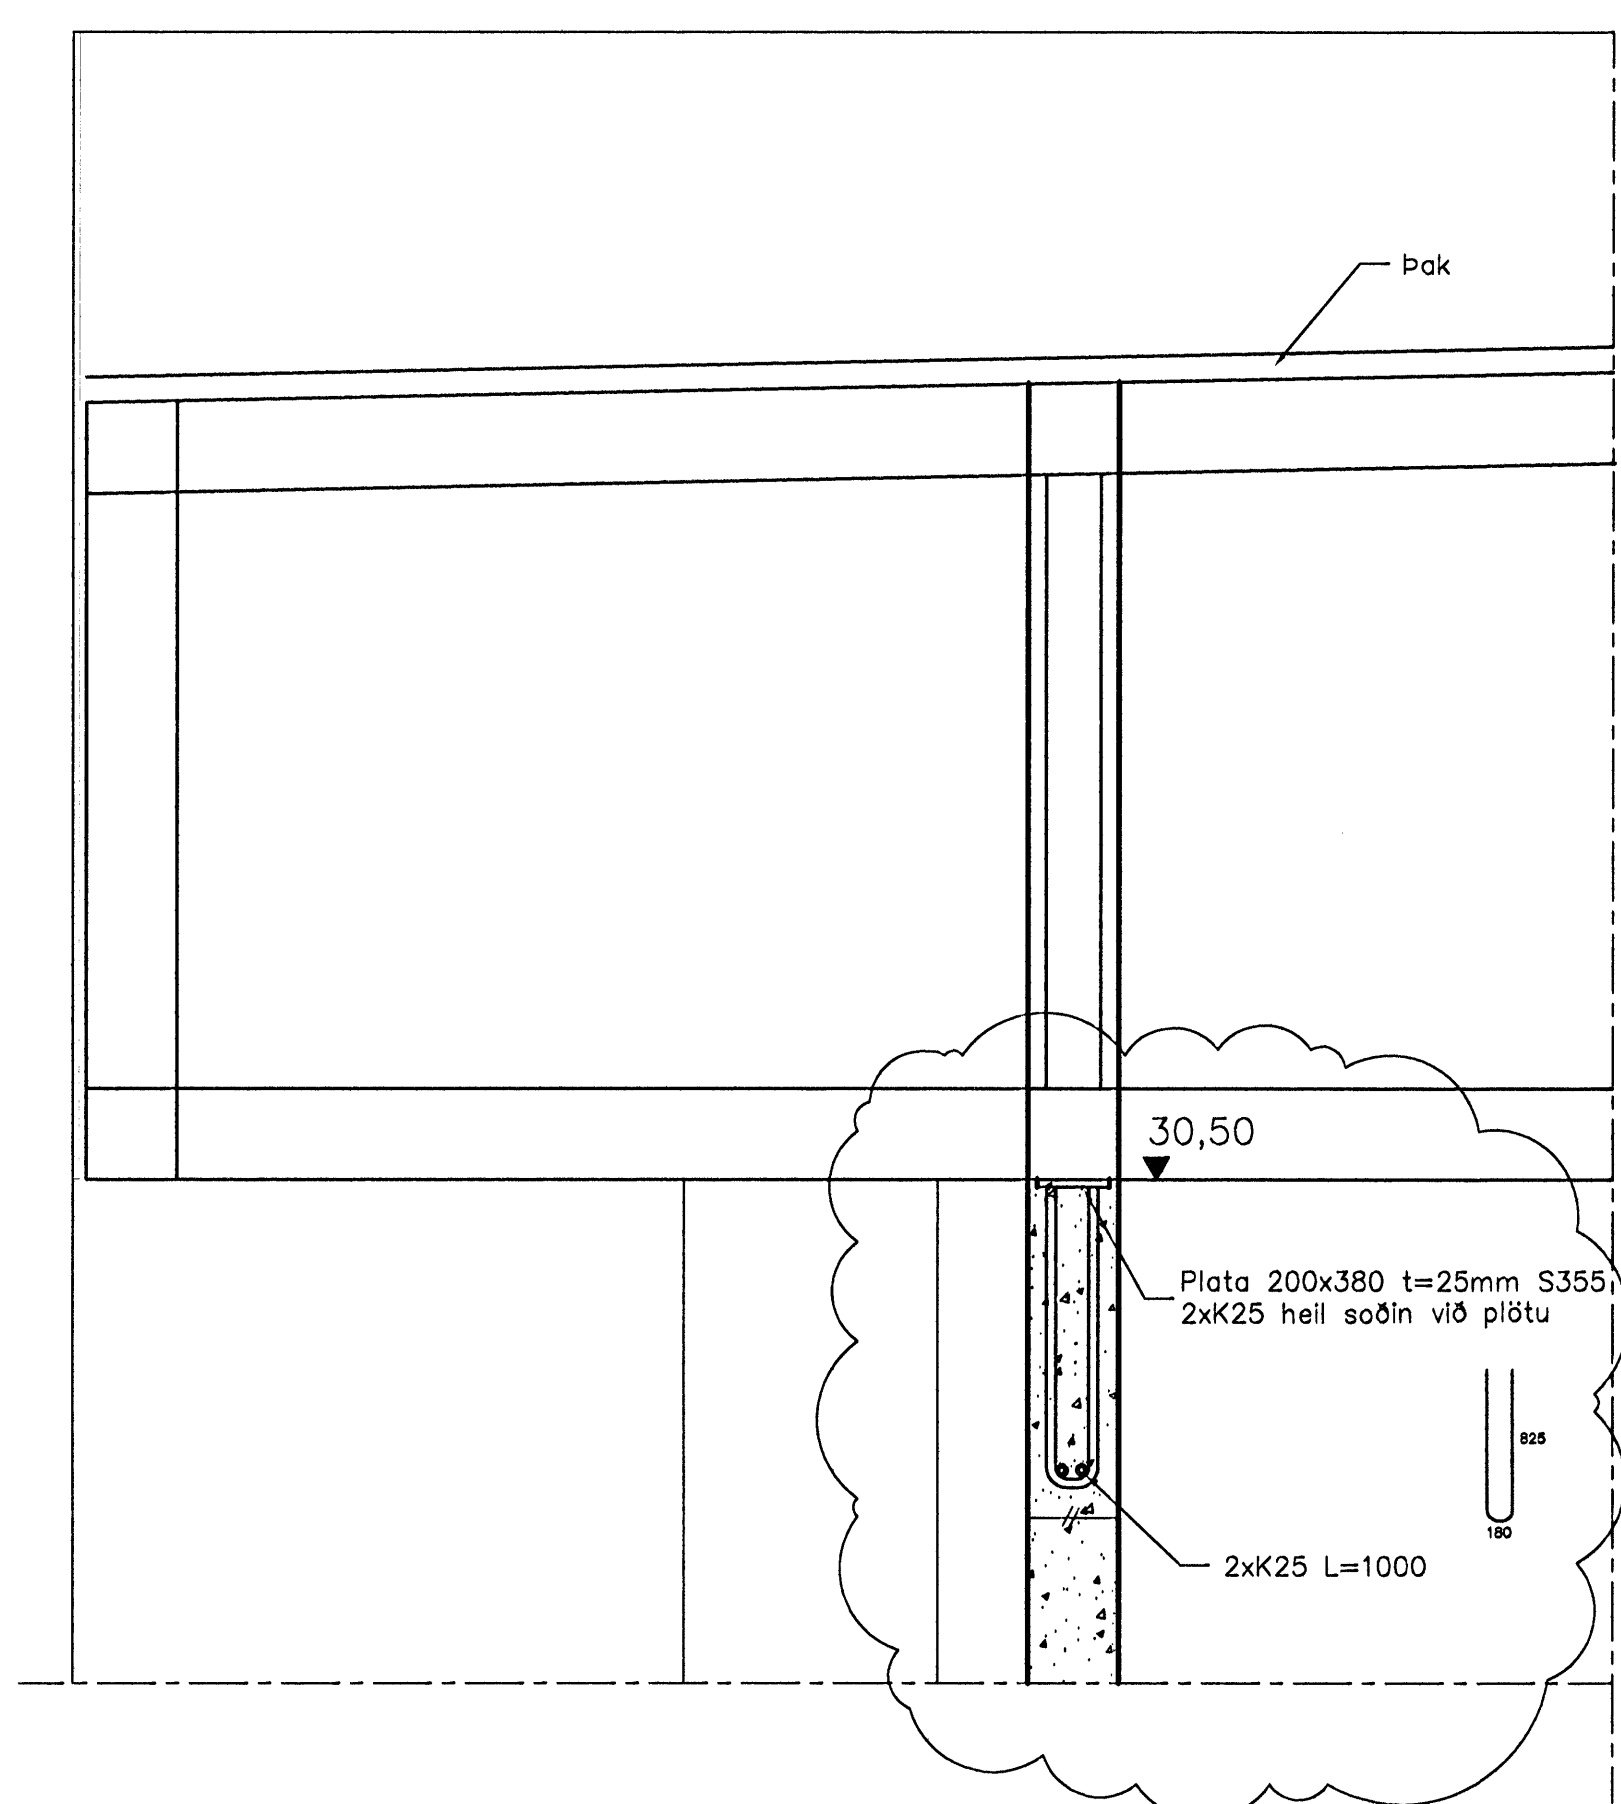 Þak
30,50
Plata 200x380 t=25mm S355
2xK25 heil soðin við plötu
825
180
2xK25 L=1000